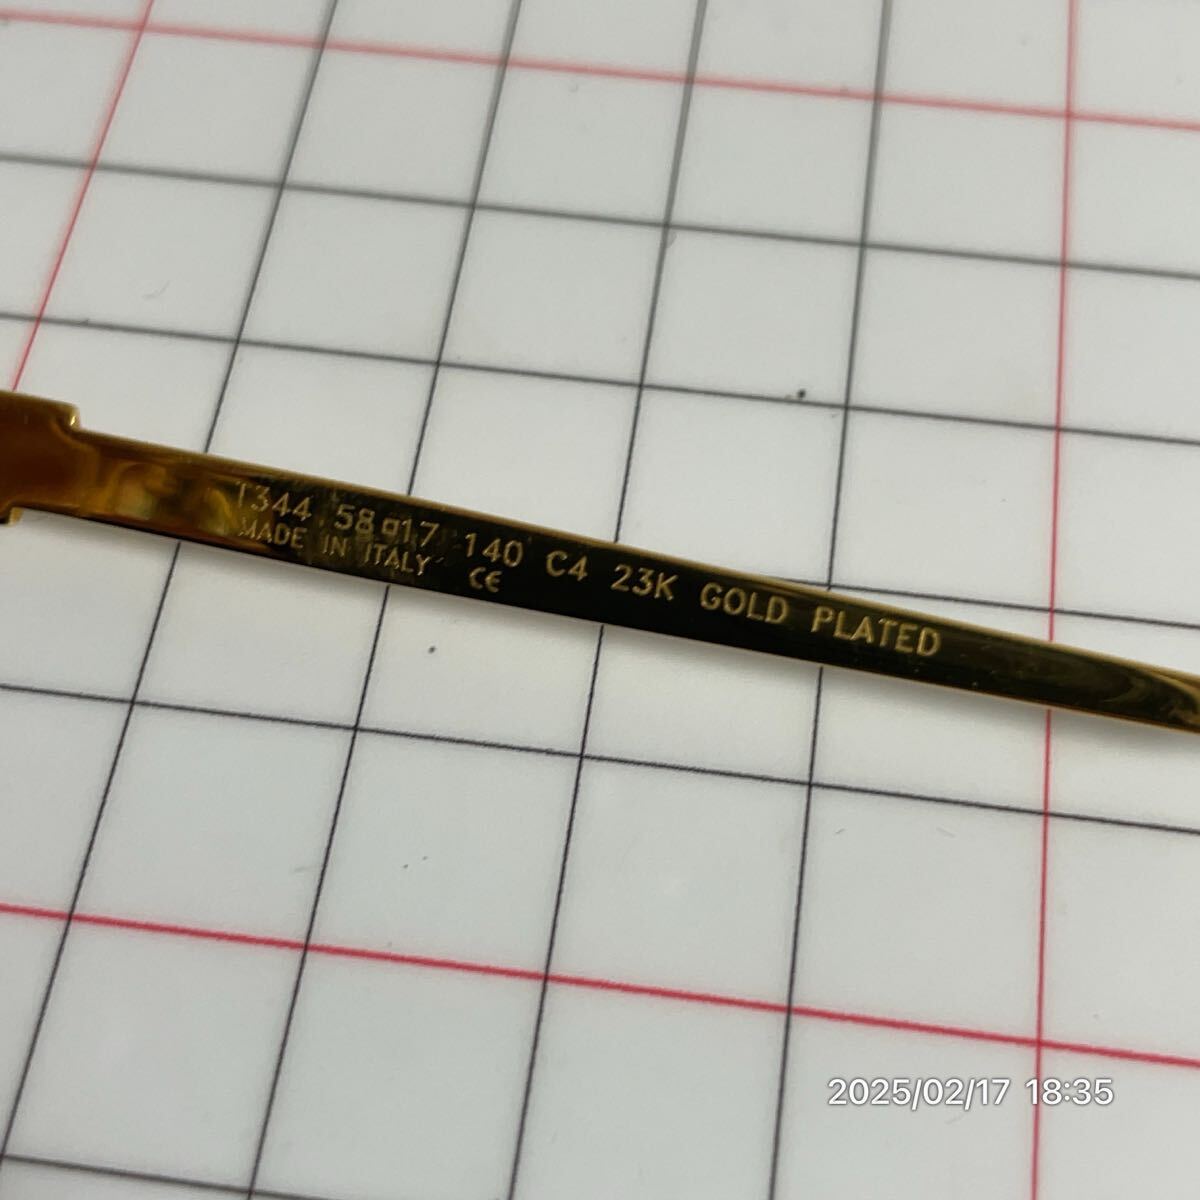 1344 58□17 140 C4 23K GOLD PLATED
MADE IN ITALY CE
2025/02/17 18:35